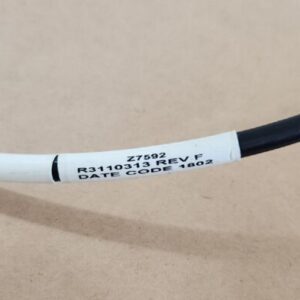 Z7592
R3110313 REV F
DATE CODE 1802